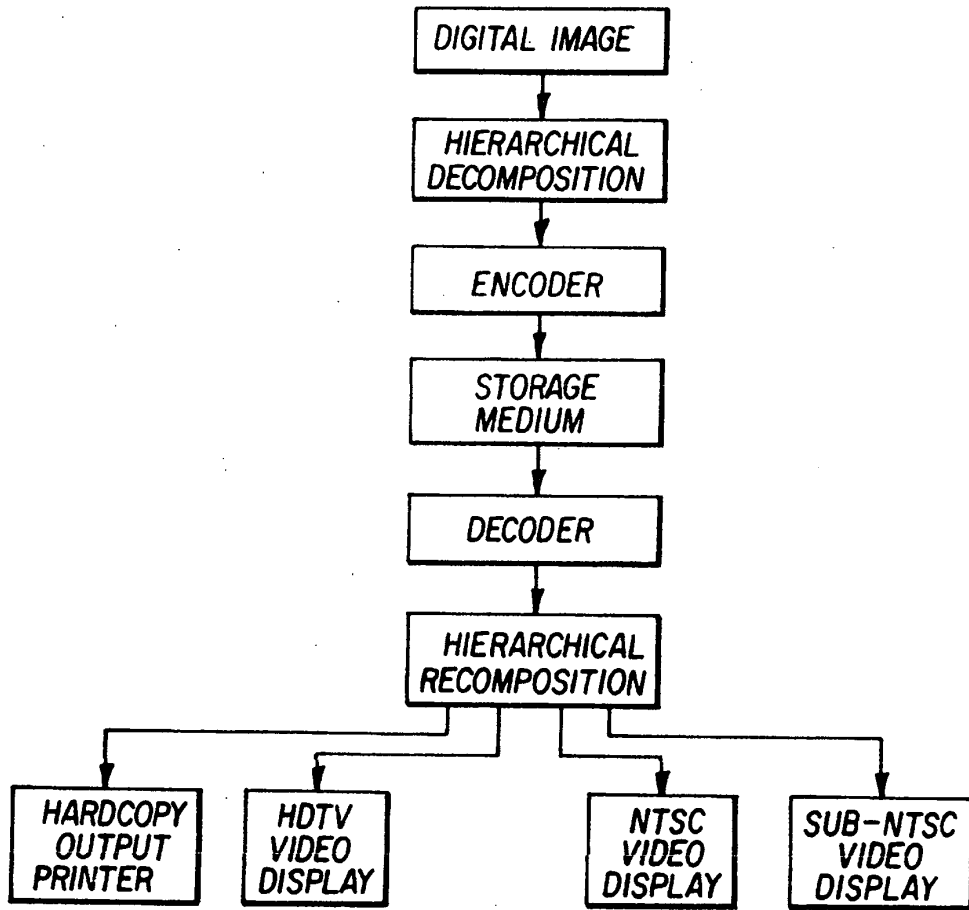 DIGITAL IMAGE
HIERARCHICAL
DECOMPOSITION
ENCODER
STORAGE
MEDIUM
DECODER
HIERARCHICAL
RECOMPOSITION
HARDCOPY
OUTPUT
PRINTER
HDTV
VIDEO
DISPLAY
NTSC
VIDEO
DISPLAY
SUB-NTSC
VIDEO
DISPLAY